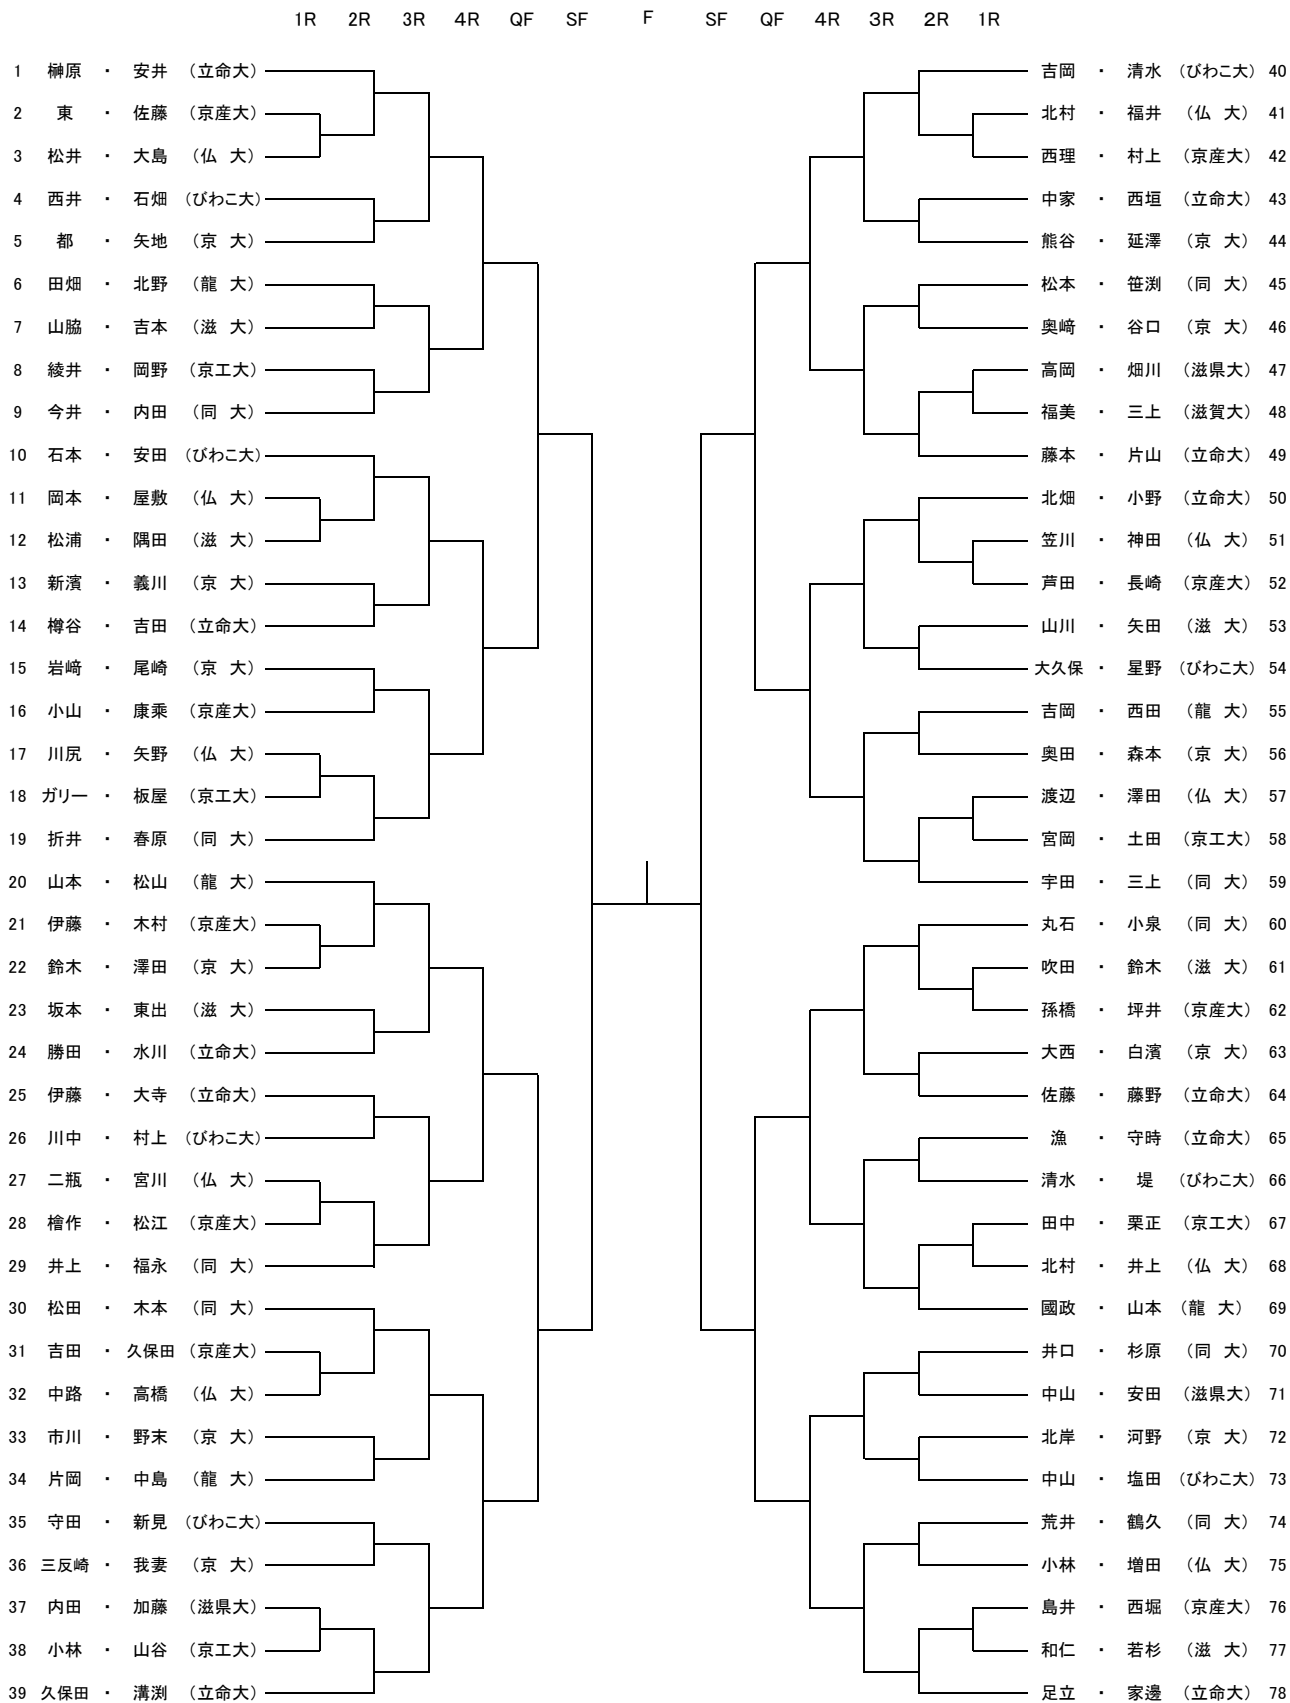 1R 2R 3R 4R QF SF F SF QF 4R 3R 2R 1R
1 榊原 ・ 安井 （立命大） 吉岡 ・ 清水 （びわこ大） 40
2 東 ・ 佐藤 （京産大） 北村 ・ 福井 （仏 大） 41
3 松井 ・ 大島 （仏 大） 西理 ・ 村上 （京産大） 42
4 西井 ・ 石畑 （びわこ大） 中家 ・ 西垣 （立命大） 43
5 都 ・ 矢地 （京 大） 熊谷 ・ 延澤 （京 大） 44
6 田畑 ・ 北野 （龍 大） 松本 ・ 笹渕 （同 大） 45
7 山脇 ・ 吉本 （滋 大） 奥﨑 ・ 谷口 （京 大） 46
8 綾井 ・ 岡野 （京工大） 高岡 ・ 畑川 （滋県大） 47
9 今井 ・ 内田 （同 大） 福美 ・ 三上 （滋賀大） 48
10 石本 ・ 安田 （びわこ大） 藤本 ・ 片山 （立命大） 49
11 岡本 ・ 屋敷 （仏 大） 北畑 ・ 小野 （立命大） 50
12 松浦 ・ 隅田 （滋 大） 笠川 ・ 神田 （仏 大） 51
13 新濱 ・ 義川 （京 大） 芦田 ・ 長崎 （京産大） 52
14 樽谷 ・ 吉田 （立命大） 山川 ・ 矢田 （滋 大） 53
15 岩﨑 ・ 尾崎 （京 大） 大久保 ・ 星野 （びわこ大） 54
16 小山 ・ 康乗 （京産大） 吉岡 ・ 西田 （龍 大） 55
17 川尻 ・ 矢野 （仏 大） 奥田 ・ 森本 （京 大） 56
18 ガリー ・ 板屋 （京工大） 渡辺 ・ 澤田 （仏 大） 57
19 折井 ・ 春原 （同 大） 宮岡 ・ 土田 （京工大） 58
20 山本 ・ 松山 （龍 大） 宇田 ・ 三上 （同 大） 59
21 伊藤 ・ 木村 （京産大） 丸石 ・ 小泉 （同 大） 60
22 鈴木 ・ 澤田 （京 大） 吹田 ・ 鈴木 （滋 大） 61
23 坂本 ・ 東出 （滋 大） 孫橋 ・ 坪井 （京産大） 62
24 勝田 ・ 水川 （立命大） 大西 ・ 白濱 （京 大） 63
25 伊藤 ・ 大寺 （立命大） 佐藤 ・ 藤野 （立命大） 64
26 川中 ・ 村上 （びわこ大） 漁 ・ 守時 （立命大） 65
27 二瓶 ・ 宮川 （仏 大） 清水 ・ 堤 （びわこ大） 66
28 檜作 ・ 松江 （京産大） 田中 ・ 栗正 （京工大） 67
29 井上 ・ 福永 （同 大） 北村 ・ 井上 （仏 大） 68
30 松田 ・ 木本 （同 大） 國政 ・ 山本 （龍 大） 69
31 吉田 ・ 久保田 （京産大） 井口 ・ 杉原 （同 大） 70
32 中路 ・ 高橋 （仏 大） 中山 ・ 安田 （滋県大） 71
33 市川 ・ 野末 （京 大） 北岸 ・ 河野 （京 大） 72
34 片岡 ・ 中島 （龍 大） 中山 ・ 塩田 （びわこ大） 73
35 守田 ・ 新見 （びわこ大） 荒井 ・ 鶴久 （同 大） 74
36 三反崎 ・ 我妻 （京 大） 小林 ・ 増田 （仏 大） 75
37 内田 ・ 加藤 （滋県大） 島井 ・ 西堀 （京産大） 76
38 小林 ・ 山谷 （京工大） 和仁 ・ 若杉 （滋 大） 77
39 久保田 ・ 溝渕 （立命大） 足立 ・ 家邊 （立命大） 78